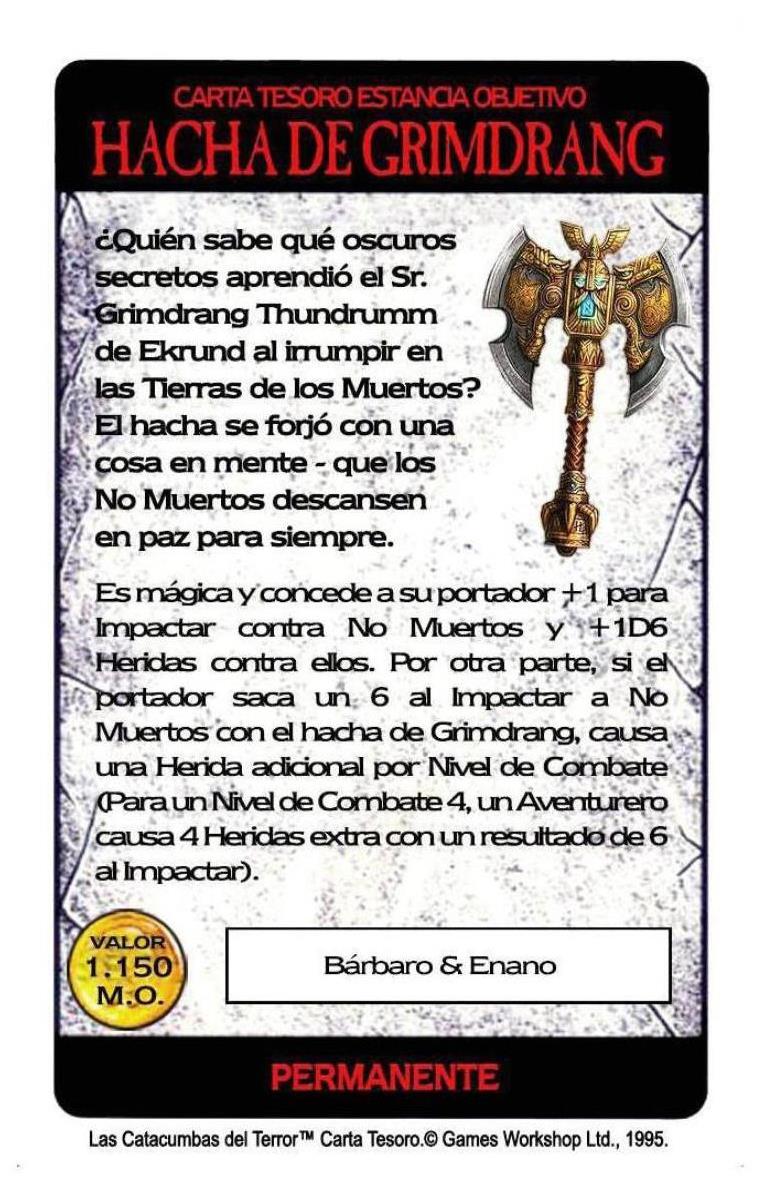 CARTA TESORO ESTANCIA OBJETIVO
HACHA DE GRIMDRANG
¿Quién sabe qué oscuros
secretos aprendió el Sr.
Grimdrang Thundrumm
de Ekrund al irrumpir en
las Tierras de los Muertos?
El hacha se forjó con una
cosa en mente - que los
No Muertos descansen
en paz para siempre.
Es mágica y concede a su portador +1 para
Impactar contra No Muertos y +1D6
Heridas contra ellos. Por otra parte, si el
portador saca un 6 al Impactar a No
Muertos con el hacha de Grimdrang, causa
una Herida adicional por Nivel de Combate
(Para un Nivel de Combate 4, un Aventurero
causa 4 Heridas extra con un resultado de 6
al Impactar).
VALOR
1.150
M.O.
Bárbaro & Enano
PERMANENTE
Las Catacumbas del Terror™ Carta Tesoro.© Games Workshop Ltd., 1995.